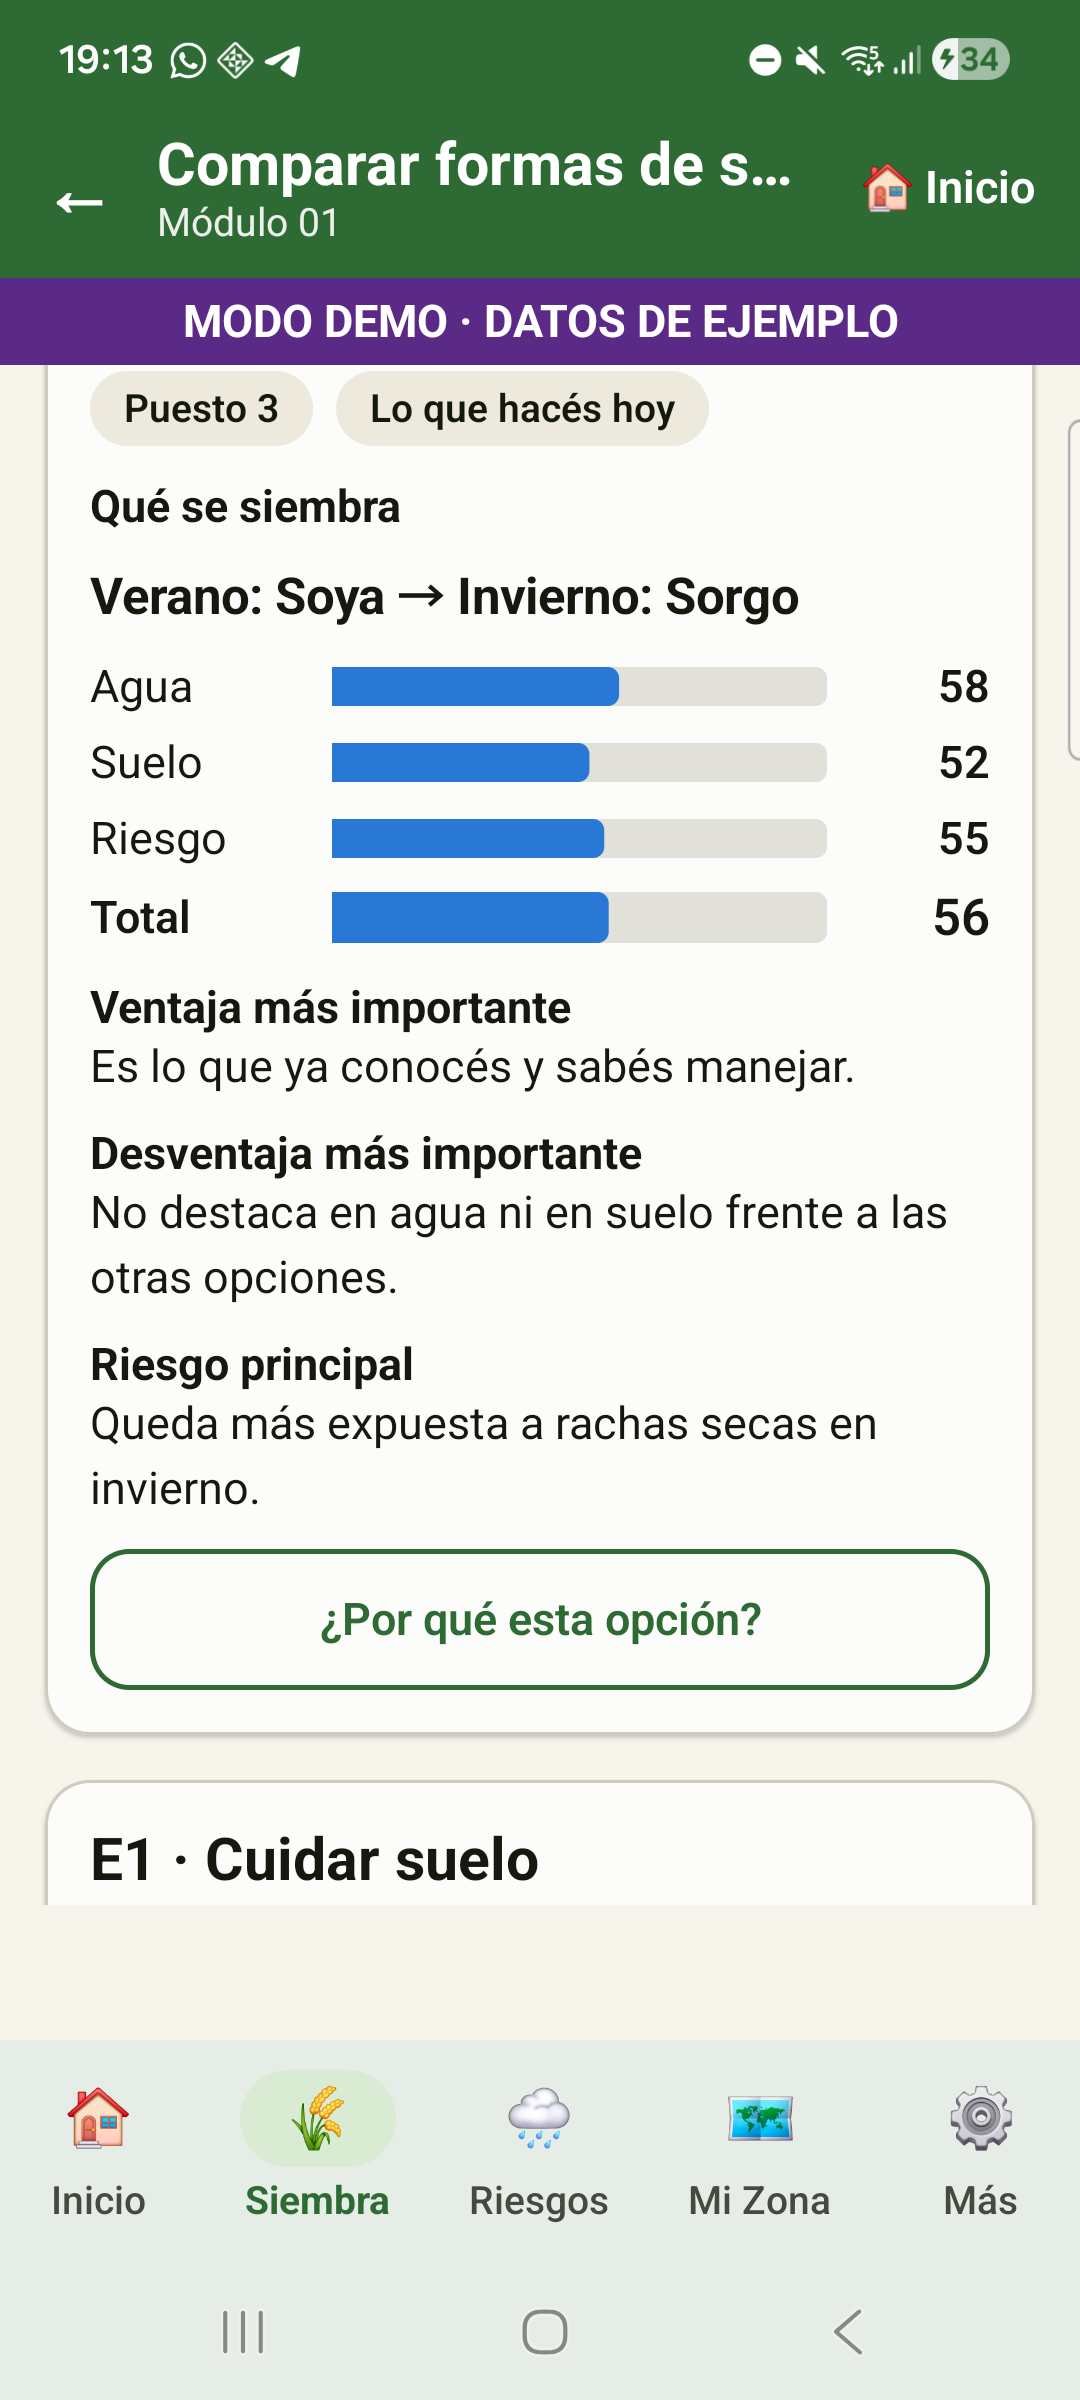 19:13
5
34
Comparar formas de s...
Módulo 01
Inicio
MODO DEMO · DATOS DE EJEMPLO
Puesto 3
Lo que hacés hoy
Qué se siembra
Verano: Soya → Invierno: Sorgo
Agua 58
Suelo 52
Riesgo 55
Total 56
Ventaja más importante
Es lo que ya conocés y sabés manejar.
Desventaja más importante
No destaca en agua ni en suelo frente a las
otras opciones.
Riesgo principal
Queda más expuesta a rachas secas en
invierno.
¿Por qué esta opción?
E1 · Cuidar suelo
Inicio
Siembra
Riesgos
Mi Zona
Más